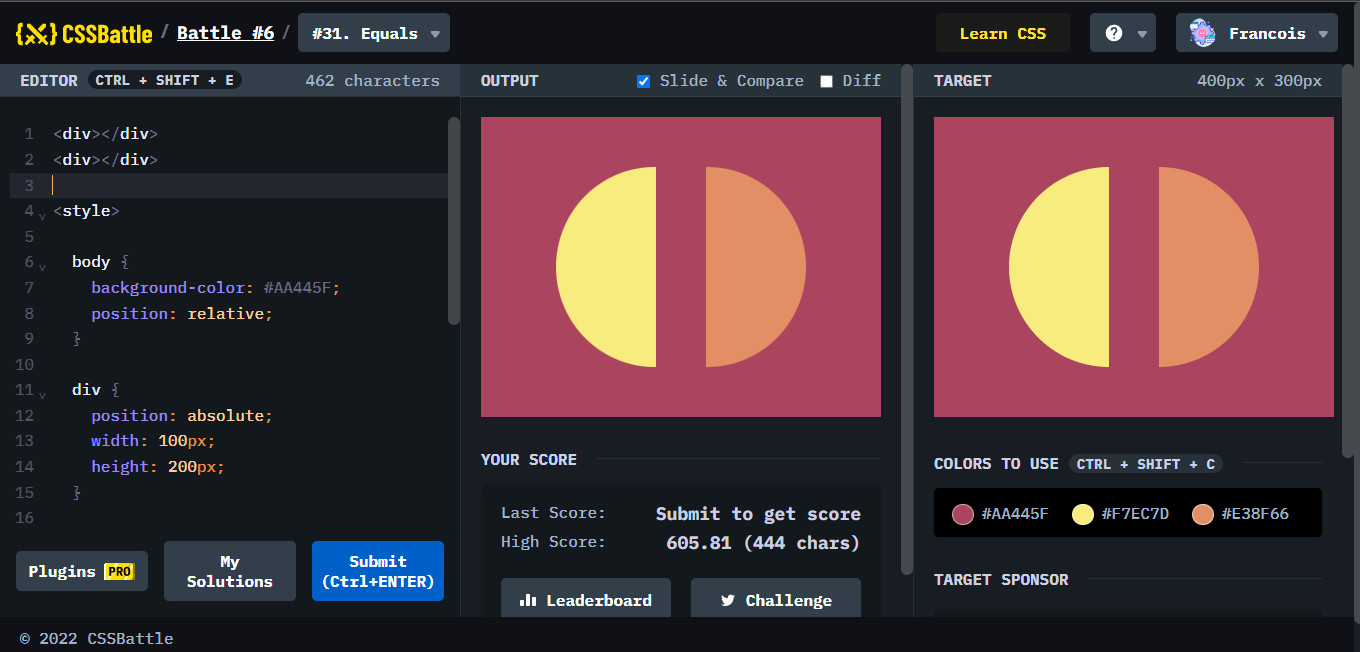 {X} CSSBattle / Battle #6 / #31. Equals
Learn CSS
? Francois
EDITOR CTRL + SHIFT + E 462 characters
OUTPUT Slide & Compare Diff
TARGET 400px x 300px
1 <div></div>
2 <div></div>
3
4 <style>
5
6 body {
7 background-color: #AA445F;
8 position: relative;
9 }
10
11 div {
12 position: absolute;
13 width: 100px;
14 height: 200px;
15 }
16
Plugins PRO
My Solutions
Submit (Ctrl+ENTER)
YOUR SCORE
Last Score: Submit to get score
High Score: 605.81 (444 chars)
Leaderboard
Challenge
COLORS TO USE CTRL + SHIFT + C
#AA445F #F7EC7D #E38F66
TARGET SPONSOR
© 2022 CSSBattle